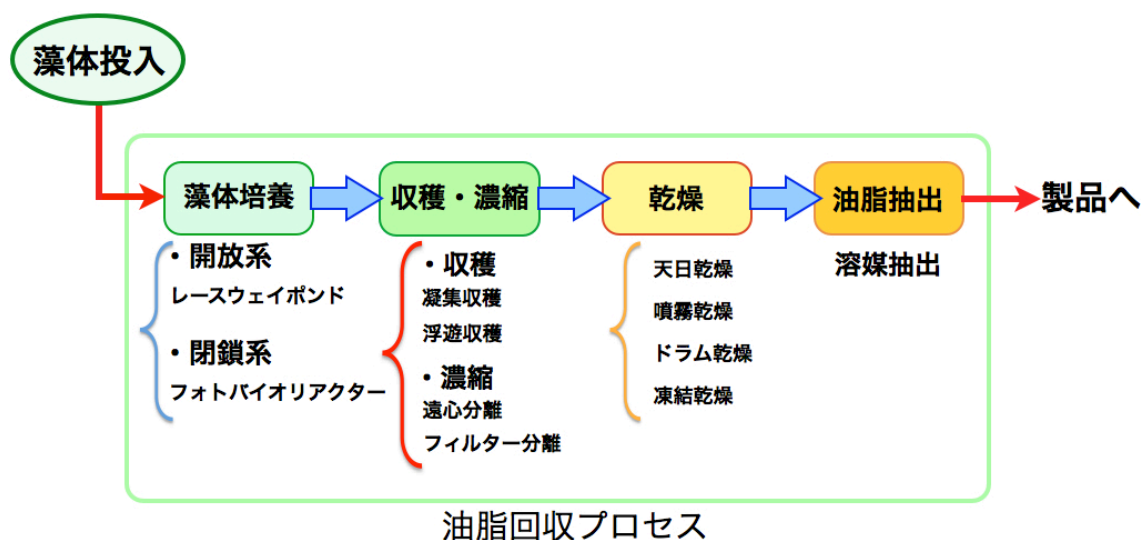 藻体投入
藻体培養
収穫・濃縮
乾燥
油脂抽出
製品へ
・開放系
レースウェイポンド
・閉鎖系
フォトバイオリアクター
・収穫
凝集収穫
浮遊収穫
・濃縮
遠心分離
フィルター分離
天日乾燥
噴霧乾燥
ドラム乾燥
凍結乾燥
溶媒抽出
油脂回収プロセス